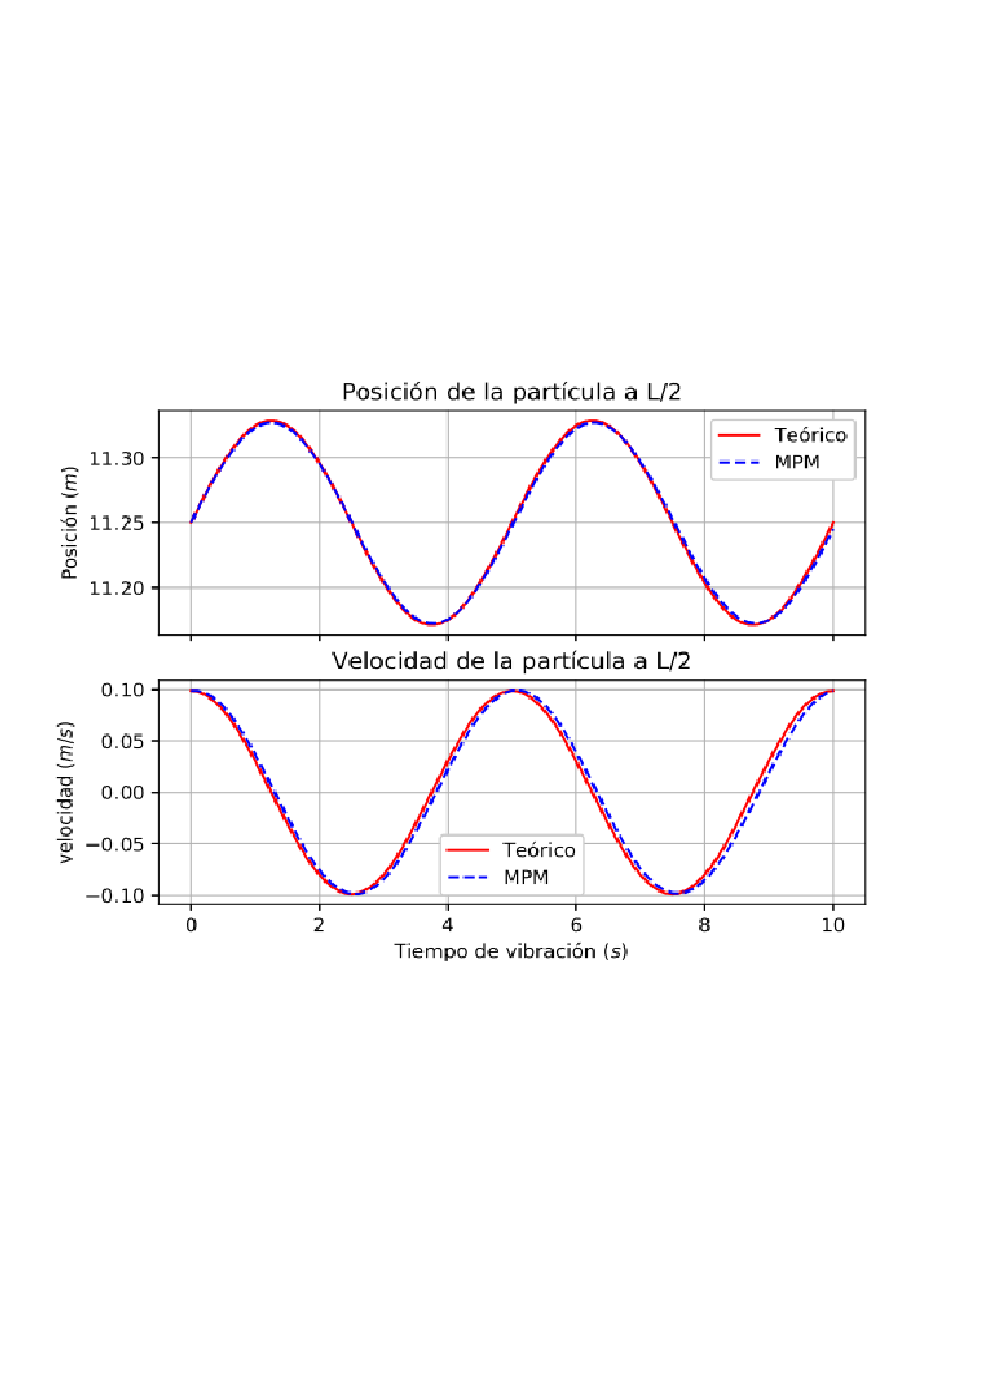 Posición de la partícula a L/2
Posición (m)
11.30
11.25
11.20
Teórico
MPM
Velocidad de la partícula a L/2
velocidad (m/s)
0.10
0.05
0.00
−0.05
−0.10
Teórico
MPM
0 2 4 6 8 10
Tiempo de vibración (s)